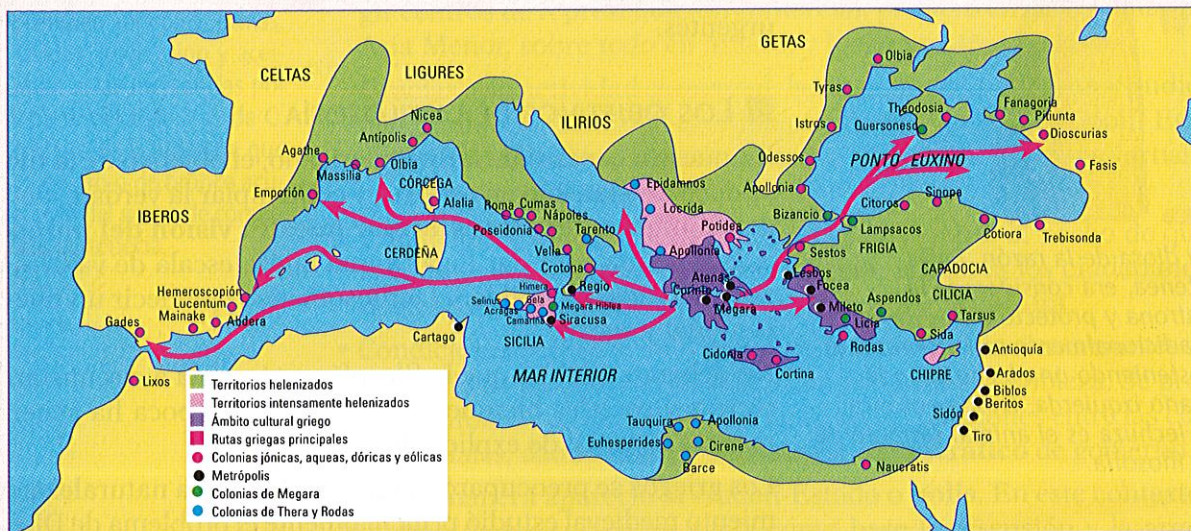 urgente.
GETAS
CELTAS
LIGURES
ILIRIOS
IBEROS
Olbia
Tyras
Istros
Odessos
Apollonia
Theodosia
Quersoneso
Fanagoria
Pitiunta
Dioscurias
Fasis
PONTO EUXINO
Bizancio
Citoros
Sinope
Cotiora
Trebisonda
Lampsacos
FRIGIA
CAPADOCIA
CILICIA
Sestos
Lesbos
Focea
Mileto
Aspendos
Licia
Tarsus
Sida
Rodas
CHIPRE
Antioquía
Arados
Biblos
Beritos
Sidón
Tiro
Nicea
Antípolis
Agathe
Massilia
Olbia
Emporión
CÓRCEGA
Alalia
CERDEÑA
Roma
Cumas
Poseidonia
Nápoles
Tarento
Velia
Crotona
Regio
Himera
Selinus
Gela
Acragas
Camarina
Megara Hiblea
Siracusa
SICILIA
Epidamnos
Locrida
Apollonia
Potidea
Atenas
Corinto
Megara
Cidonia
Cortina
Hemeroscopión
Lucentum
Mainake
Abdera
Gades
Lixos
Cartago
MAR INTERIOR
Tauquira
Apollonia
Euhesperides
Cirene
Barce
Naucratis
Territorios helenizados
Territorios intensamente helenizados
Ámbito cultural griego
Rutas griegas principales
Colonias jónicas, aqueas, dóricas y eólicas
Metrópolis
Colonias de Megara
Colonias de Thera y Rodas